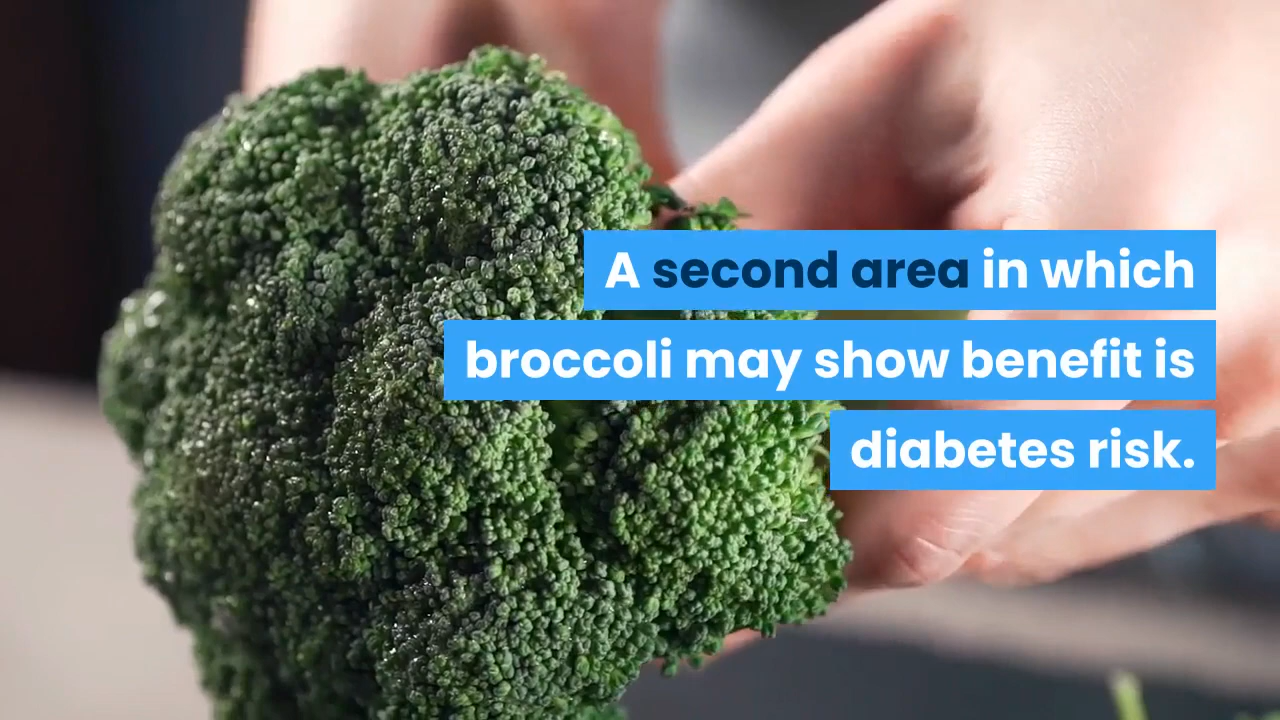 A second area in which
broccoli may show benefit is
diabetes risk.